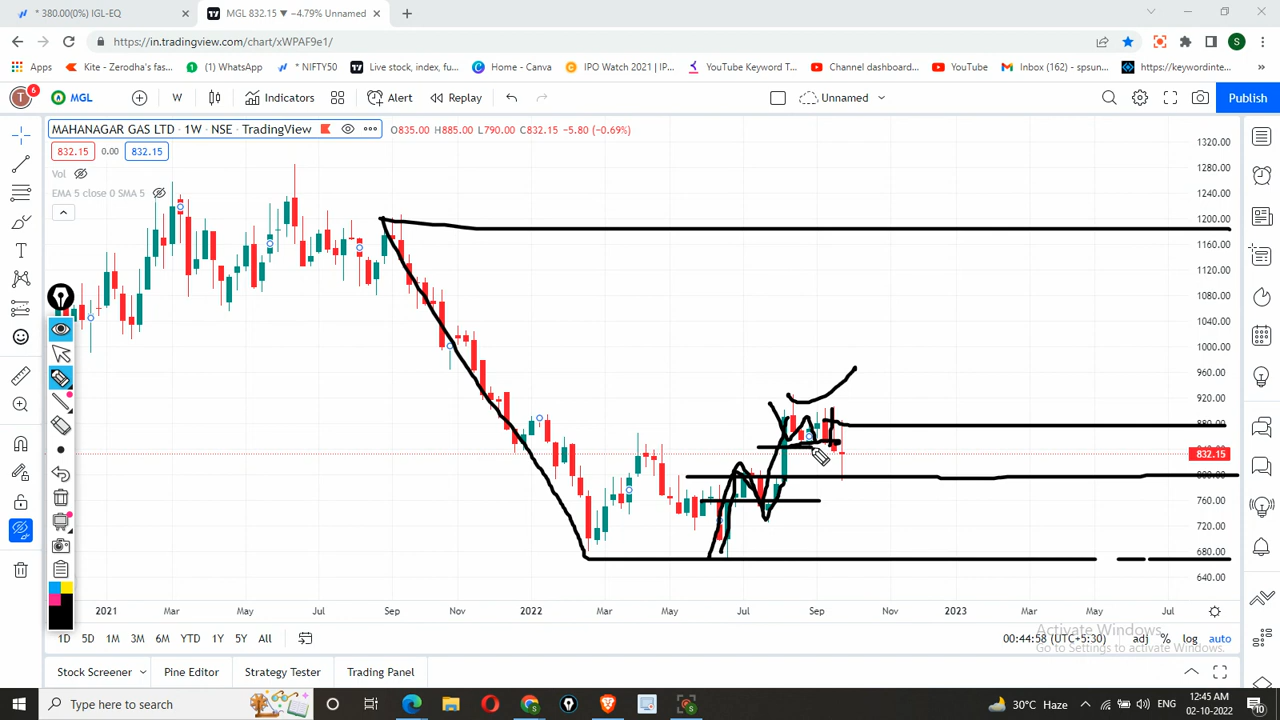 * 380.00(0%) IGL-EQ
MGL 832.15 ▼ −4.79% Unnamed
https://in.tradingview.com/chart/xWPAF9e1/
Apps
Kite - Zerodha's fas...
(1) WhatsApp
* NIFTY50
Live stock, index, fu...
Home - Canva
IPO Watch 2021 | IP...
YouTube Keyword T...
Channel dashboard...
YouTube
Inbox (162) - spsun...
https://keywordinte...
T 6 MGL W Indicators Alert Replay Unnamed Publish
MAHANAGAR GAS LTD · 1W · NSE · TradingView
O835.00 H885.00 L790.00 C832.15 −5.80 (−0.69%)
832.15 0.00 832.15
Vol
EMA 5 close 0 SMA 5
1320.00
1280.00
1240.00
1200.00
1160.00
1120.00
1080.00
1040.00
1000.00
960.00
920.00
880.00
832.15
800.00
760.00
720.00
680.00
640.00
2021 Mar May Jul Sep Nov 2022 Mar May Jul Sep Nov 2023 Mar May Jul
Activate Windows
Go to Settings to activate Windows.
1D 5D 1M 3M 6M YTD 1Y 5Y All
00:44:58 (UTC+5:30) adj % log auto
Stock Screener Pine Editor Strategy Tester Trading Panel
Type here to search
30°C Haze
ENG
12:45 AM
02-10-2022
10